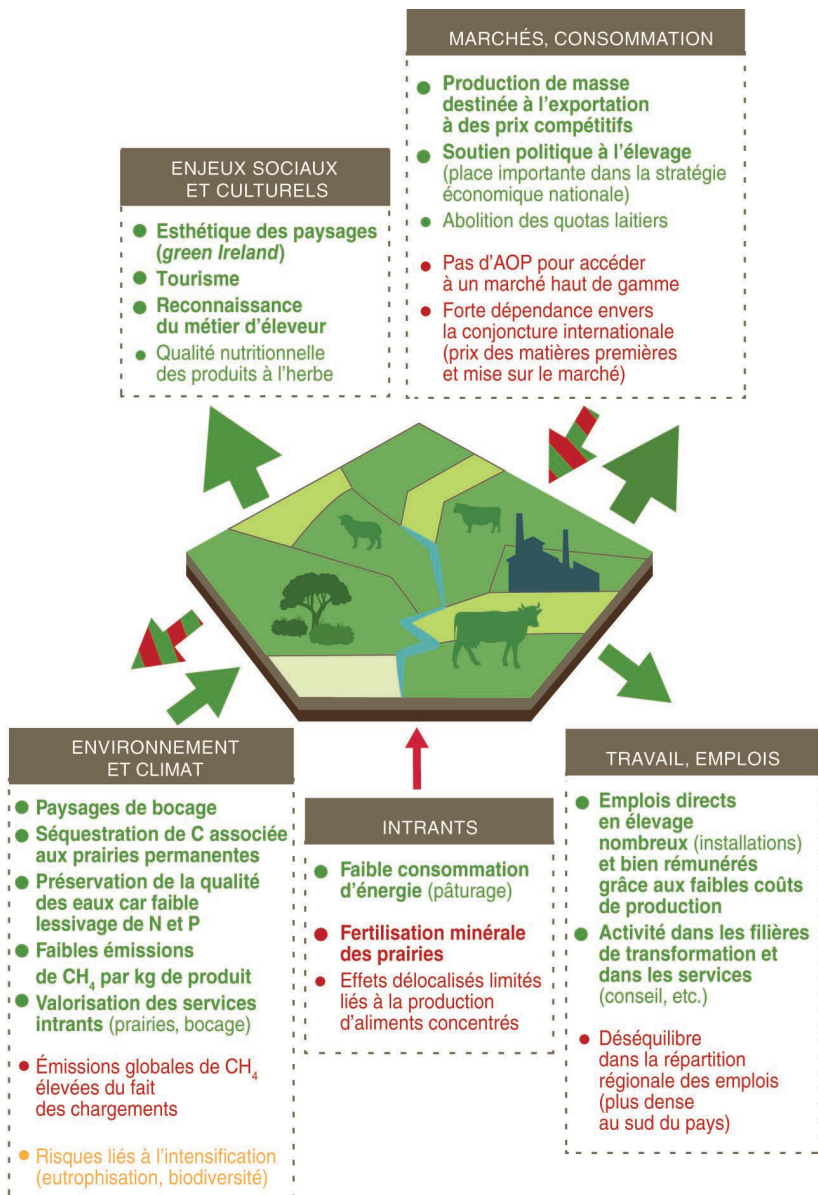 MARCHÉS, CONSOMMATION
● Production de masse
destinée à l’exportation
à des prix compétitifs
● Soutien politique à l’élevage
(place importante dans la stratégie
économique nationale)
● Abolition des quotas laitiers
● Pas d’AOP pour accéder
à un marché haut de gamme
● Forte dépendance envers
la conjoncture internationale
(prix des matières premières
et mise sur le marché)
ENJEUX SOCIAUX
ET CULTURELS
● Esthétique des paysages
(green Ireland)
● Tourisme
● Reconnaissance
du métier d’éleveur
● Qualité nutritionnelle
des produits à l’herbe
ENVIRONNEMENT
ET CLIMAT
● Paysages de bocage
● Séquestration de C associée
aux prairies permanentes
● Préservation de la qualité
des eaux car faible
lessivage de N et P
● Faibles émissions
de CH₄ par kg de produit
● Valorisation des services
intrants (prairies, bocage)
● Émissions globales de CH₄
élevées du fait
des chargements
● Risques liés à l’intensification
(eutrophisation, biodiversité)
INTRANTS
● Faible consommation
d’énergie (pâturage)
● Fertilisation minérale
des prairies
● Effets délocalisés limités
liés à la production
d’aliments concentrés
TRAVAIL, EMPLOIS
● Emplois directs
en élevage
nombreux (installations)
et bien rémunérés
grâce aux faibles coûts
de production
● Activité dans les filières
de transformation et
dans les services
(conseil, etc.)
● Déséquilibre
dans la répartition
régionale des emplois
(plus dense
au sud du pays)